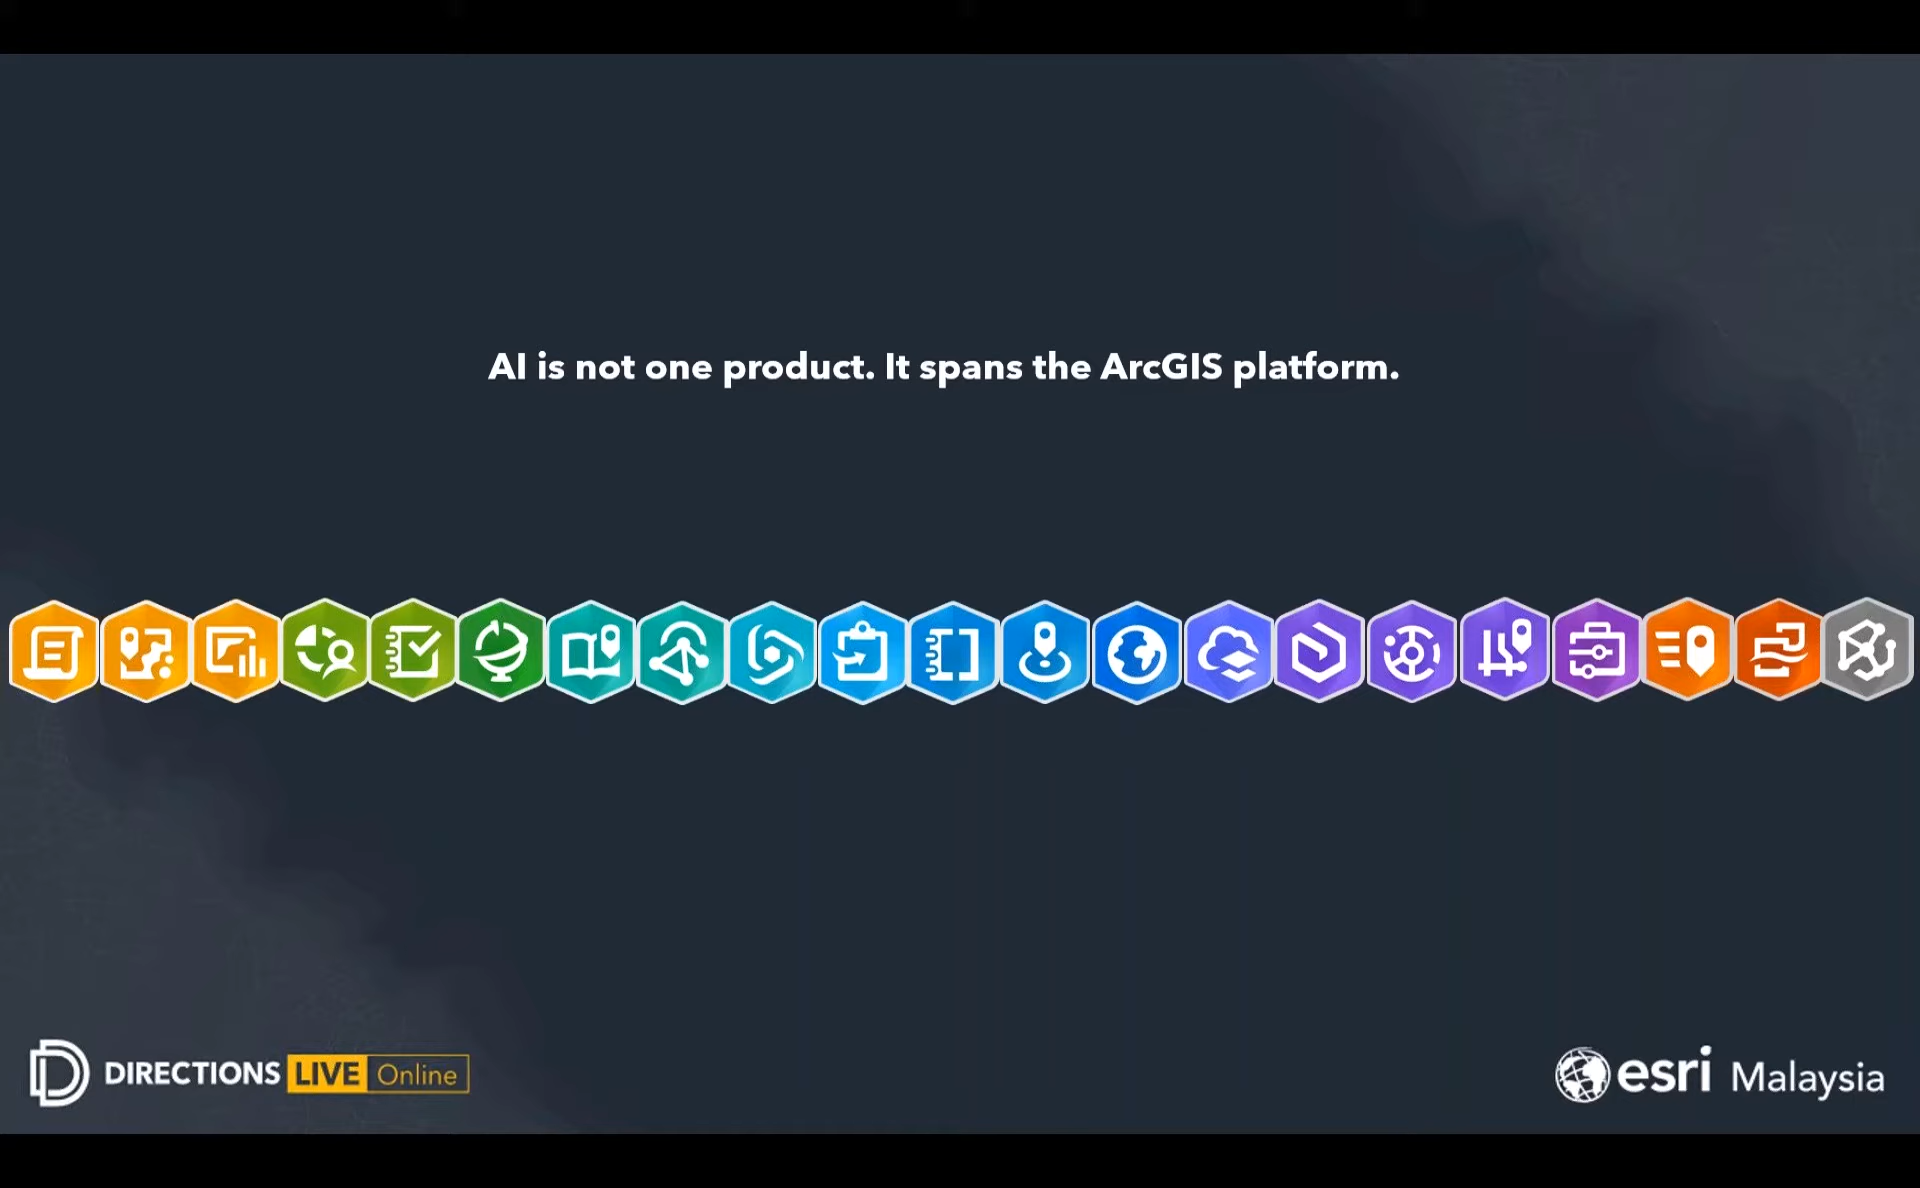 AI is not one product. It spans the ArcGIS platform.
DIRECTIONS LIVE Online
esri Malaysia